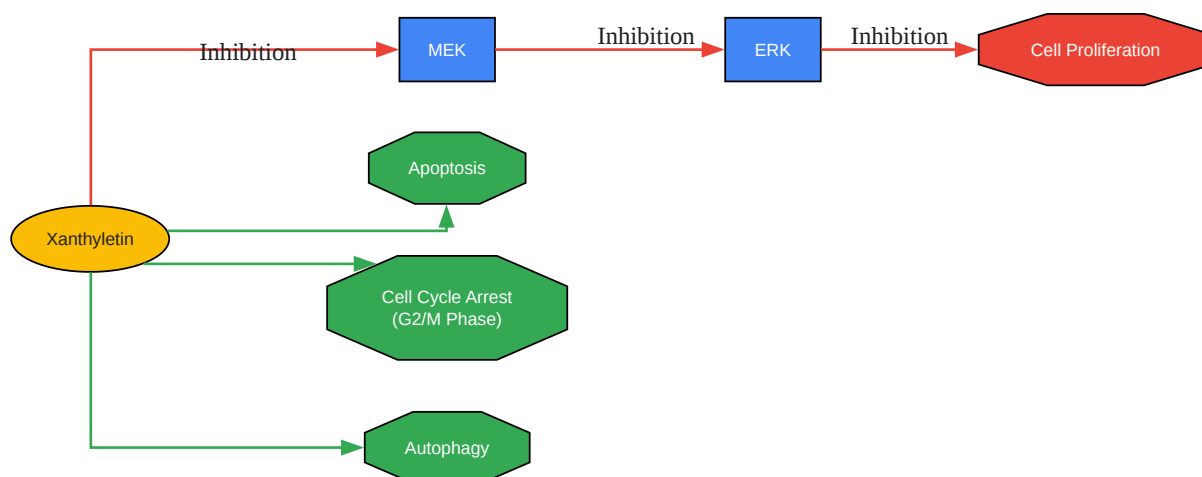 Inhibition
MEK
Inhibition
ERK
Inhibition
Cell Proliferation
Apoptosis
Xanthyletin
Cell Cycle Arrest
(G2/M Phase)
Autophagy